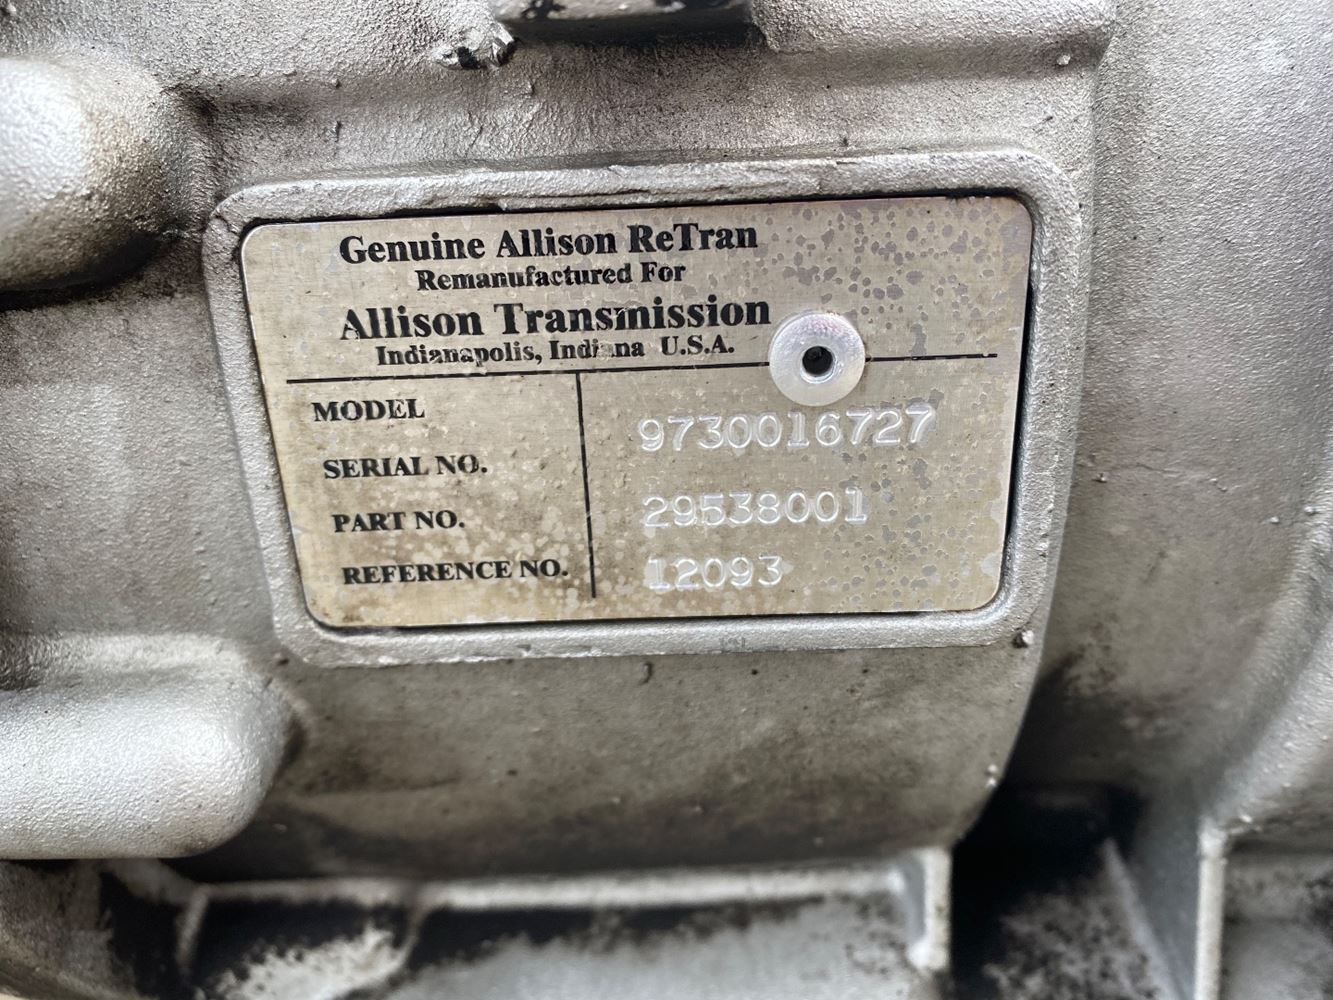 Genuine Allison ReTran
Remanufactured For
Allison Transmission
Indianapolis, Indiana U.S.A.
MODEL
9730016727
SERIAL NO.
29538001
PART NO.
12093
REFERENCE NO.